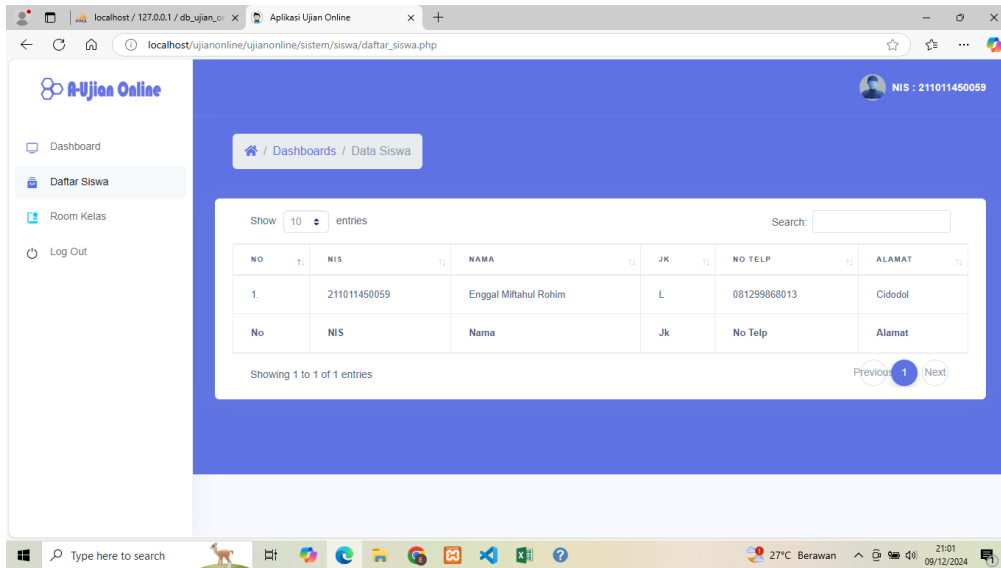 localhost / 127.0.0.1 / db_ujian_o
Aplikasi Ujian Online
localhost/ujianonline/ujianonline/sistem/siswa/daftar_siswa.php
A-Ujian Online
NIS : 211011450059
Dashboard
Daftar Siswa
Room Kelas
Log Out
/ Dashboards / Data Siswa
Show 10 entries
Search:
NO NIS NAMA JK NO TELP ALAMAT
1. 211011450059 Enggal Miftahul Rohim L 081299868013 Cidodol
No NIS Nama Jk No Telp Alamat
Showing 1 to 1 of 1 entries
Previous 1 Next
Type here to search
27°C Berawan
21:01
09/12/2024